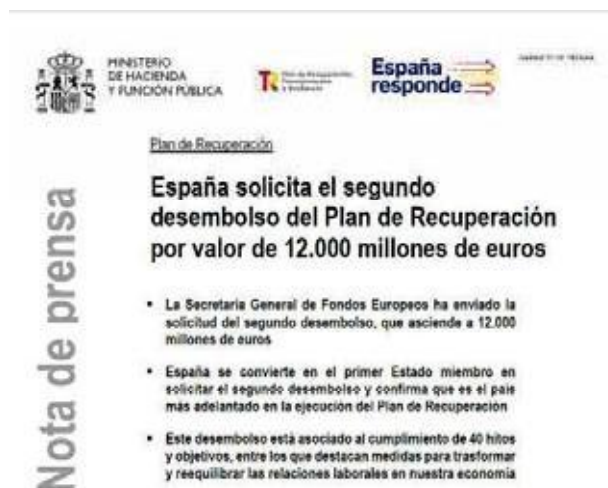 MINISTERIO
DE HACIENDA
Y FUNCIÓN PÚBLICA
España
responde
Plan de Recuperación
Nota de prensa
España solicita el segundo
desembolso del Plan de Recuperación
por valor de 12.000 millones de euros
▪ La Secretaria General de Fondos Europeos ha enviado la
solicitud del segundo desembolso, que asciende a 12.000
millones de euros
▪ España se convierte en el primer Estado miembro en
solicitar el segundo desembolso y confirma que es el país
más adelantado en la ejecución del Plan de Recuperación
▪ Este desembolso está asociado al cumplimiento de 40 hitos
y objetivos, entre los que destacan medidas para trasformar
y reequilibrar las relaciones laborales en nuestra economía